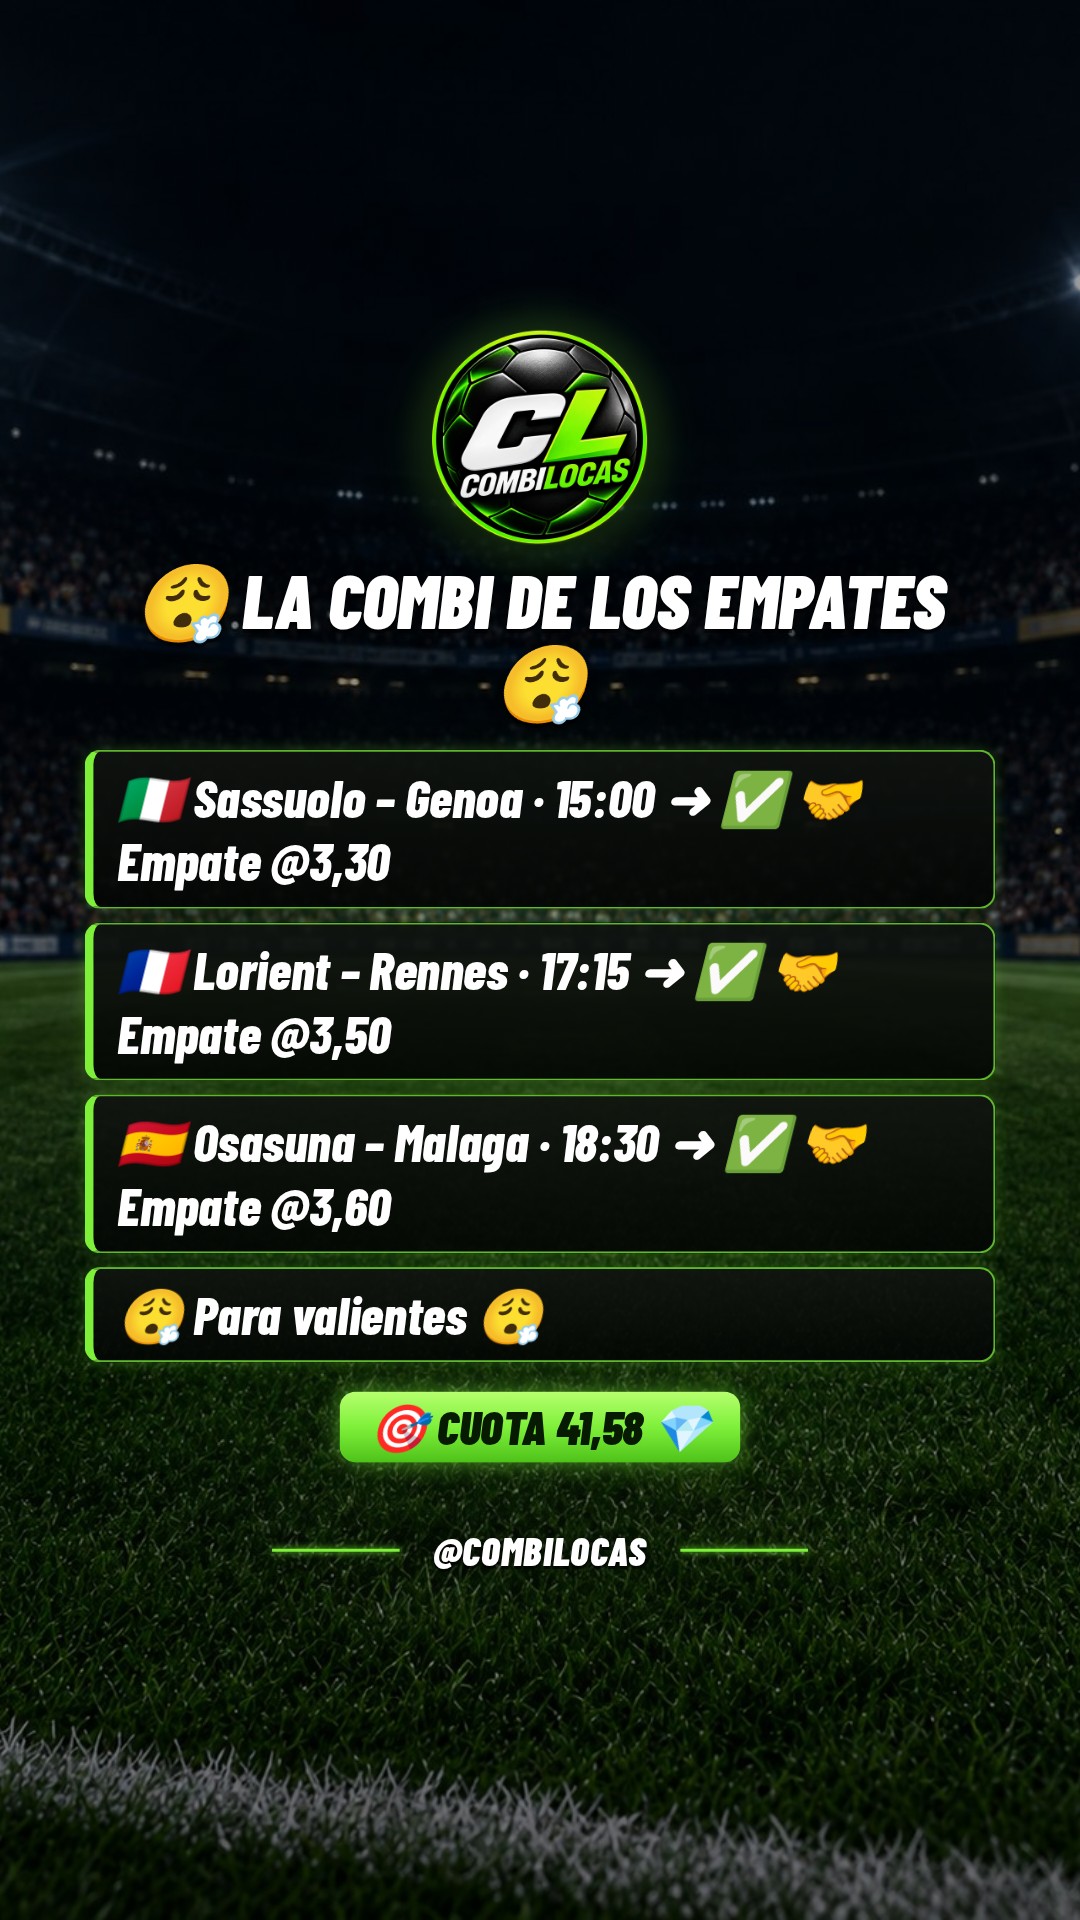 CL
COMBILOCAS
😮‍💨 LA COMBI DE LOS EMPATES
😮‍💨
🇮🇹 Sassuolo - Genoa · 15:00 ➜ ✅ 🤝
Empate @3,30
🇫🇷 Lorient - Rennes · 17:15 ➜ ✅ 🤝
Empate @3,50
🇪🇸 Osasuna - Malaga · 18:30 ➜ ✅ 🤝
Empate @3,60
😮‍💨 Para valientes 😮‍💨
🎯 CUOTA 41,58 💎
@COMBILOCAS